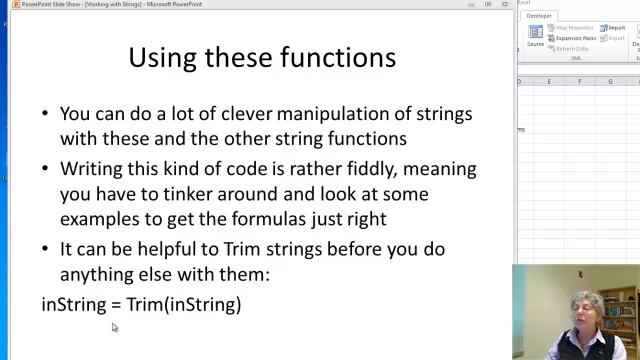 PowerPoint Slide Show - [Working with Strings] - Microsoft PowerPoint
Excel
Developer
Map Properties
Import
Expansion Packs
Export
Source
Refresh Data
XML
D E F G H
Using these functions
• You can do a lot of clever manipulation of strings
with these and the other string functions
• Writing this kind of code is rather fiddly, meaning
you have to tinker around and look at some
examples to get the formulas just right
• It can be helpful to Trim strings before you do
anything else with them:
inString = Trim(inString)